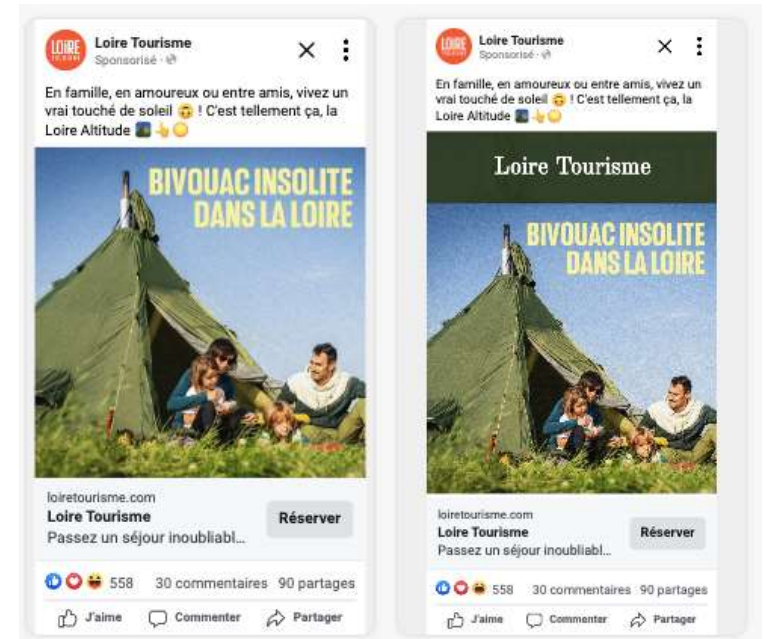 LOIRE
TOURISME
Loire Tourisme
Sponsorisé
En famille, en amoureux ou entre amis, vivez un
vrai touché de soleil 🙃 ! C'est tellement ça, la
Loire Altitude 🌄👆🌕
BIVOUAC INSOLITE
DANS LA LOIRE
loiretourisme.com
Loire Tourisme
Réserver
Passez un séjour inoubliabl...
558 30 commentaires 90 partages
J'aime Commenter Partager
LOIRE
TOURISME
Loire Tourisme
Sponsorisé
En famille, en amoureux ou entre amis, vivez un
vrai touché de soleil 🙃 ! C'est tellement ça, la
Loire Altitude 🌄👆🌕
Loire Tourisme
BIVOUAC INSOLITE
DANS LA LOIRE
loiretourisme.com
Loire Tourisme
Réserver
Passez un séjour inoubliabl...
558 30 commentaires 90 partages
J'aime Commenter Partager